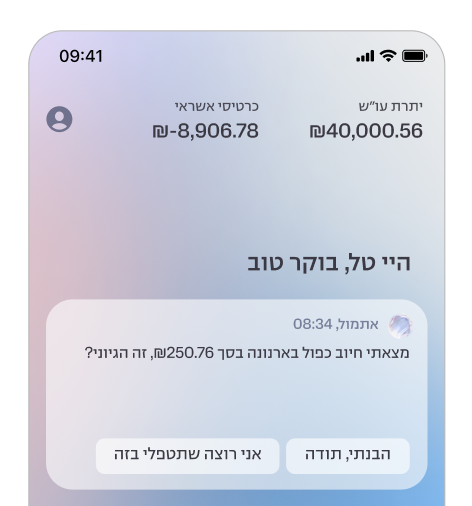 09:41
יתרת עו״ש
₪40,000.56
כרטיסי אשראי
₪-8,906.78
היי טל, בוקר טוב
אתמול, 08:34
מצאתי חיוב כפול בארנונה בסך ₪250.76, זה הגיוני?
הבנתי, תודה
אני רוצה שתטפלי בזה